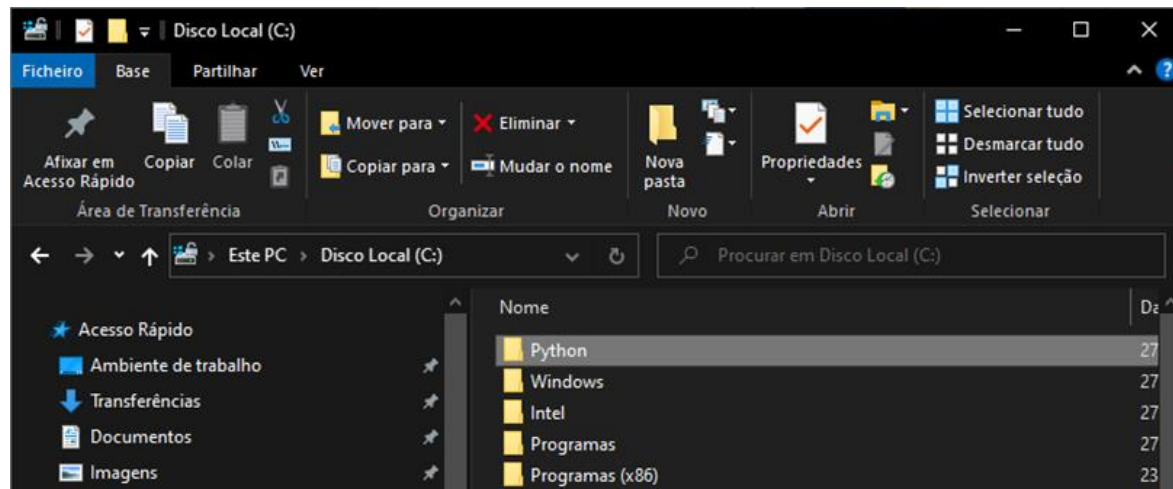 Disco Local (C:)
Ficheiro Base Partilhar Ver
Afixar em Acesso Rápido
Copiar
Colar
Área de Transferência
Mover para
Copiar para
Eliminar
Mudar o nome
Organizar
Nova pasta
Novo
Propriedades
Abrir
Selecionar tudo
Desmarcar tudo
Inverter seleção
Selecionar
Este PC > Disco Local (C:)
Procurar em Disco Local (C:)
Acesso Rápido
Ambiente de trabalho
Transferências
Documentos
Imagens
Nome Da
Python 27
Windows 27
Intel 27
Programas 27
Programas (x86) 23